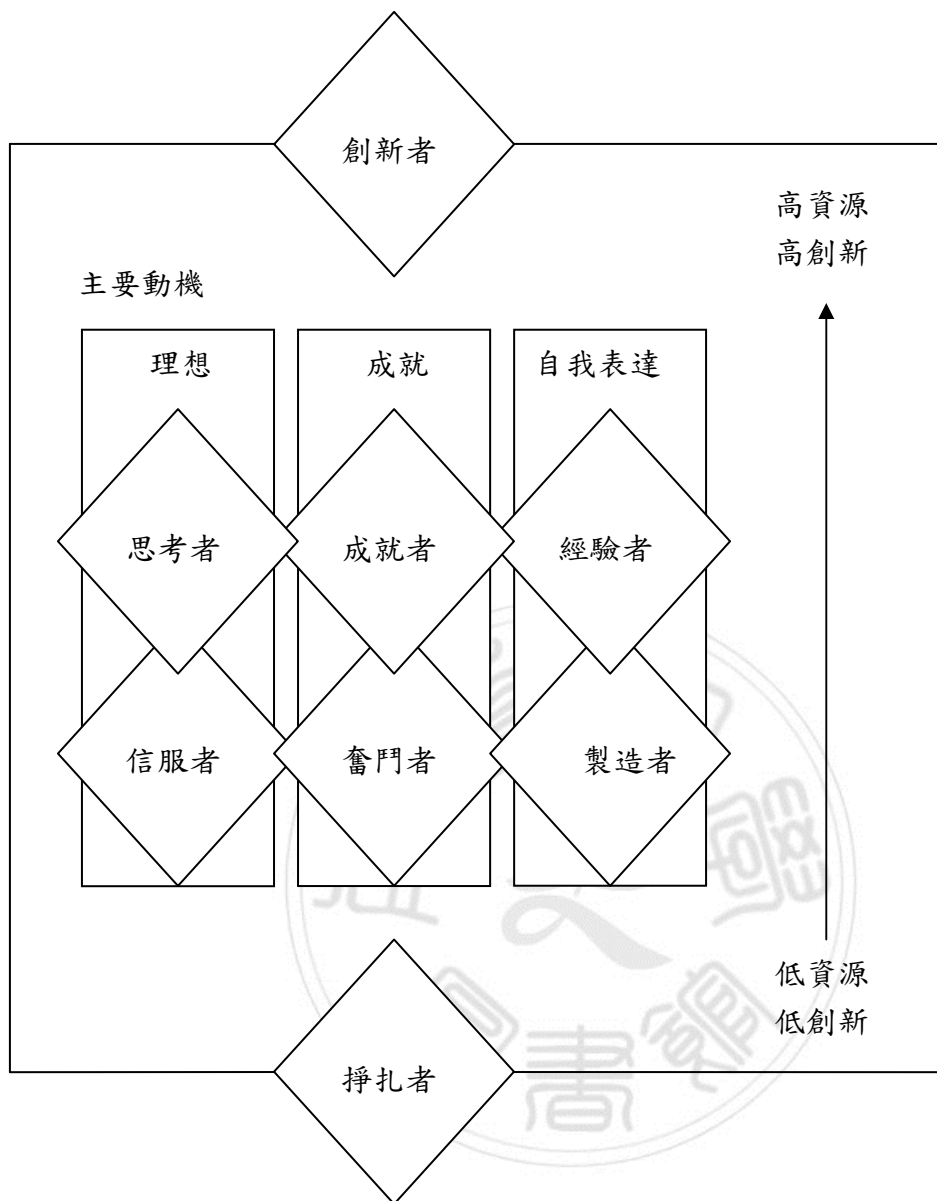 創新者
高資源
高創新
主要動機
理想
成就
自我表達
思考者
成就者
經驗者
信服者
奮鬥者
製造者
低資源
低創新
掙扎者